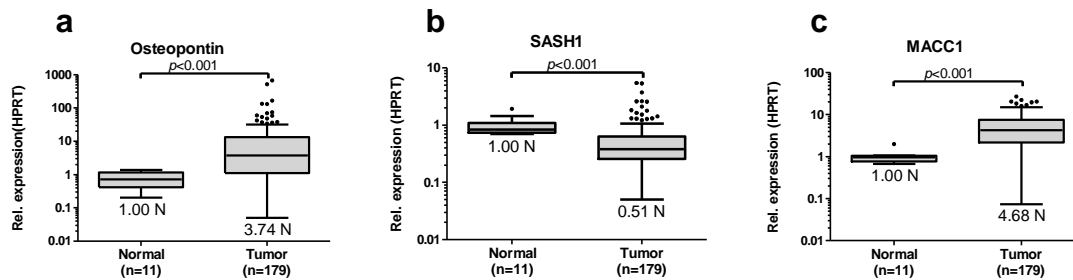 a
Osteopontin
p<0.001
Rel. expression(HPRT)
1000
100
10
1
0.1
0.01
1.00 N
3.74 N
Normal
(n=11)
Tumor
(n=179)
b
SASH1
p<0.001
Rel. expression (HPRT)
10
1
0.1
0.01
1.00 N
0.51 N
Normal
(n=11)
Tumor
(n=179)
c
MACC1
p<0.001
Rel. expression (HPRT)
100
10
1
0.1
0.01
1.00 N
4.68 N
Normal
(n=11)
Tumor
(n=179)